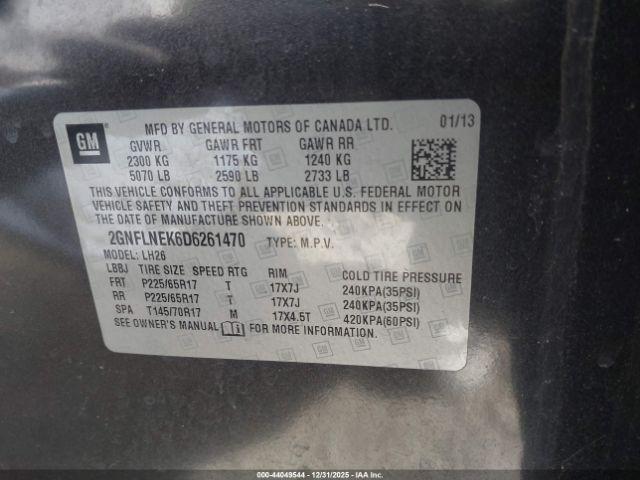 GM
MFD BY GENERAL MOTORS OF CANADA LTD. 01/13
GVWR GAWR FRT GAWR RR
2300 KG 1175 KG 1240 KG
5070 LB 2590 LB 2733 LB
THIS VEHICLE CONFORMS TO ALL APPLICABLE U.S. FEDERAL MOTOR
VEHICLE SAFETY AND THEFT PREVENTION STANDARDS IN EFFECT ON
THE DATE OF MANUFACTURE SHOWN ABOVE.
2GNFLNEK6D6261470 TYPE: M.P.V.
MODEL: LH26
LBBJ TIRE SIZE SPEED RTG RIM COLD TIRE PRESSURE
FRT P225/65R17 T 17X7J 240KPA(35PSI)
RR P225/65R17 T 17X7J 240KPA(35PSI)
SPA T145/70R17 M 17X4.5T 420KPA(60PSI)
SEE OWNER'S MANUAL FOR MORE INFORMATION.
000-44049544 - 12/31/2025 - IAA Inc.